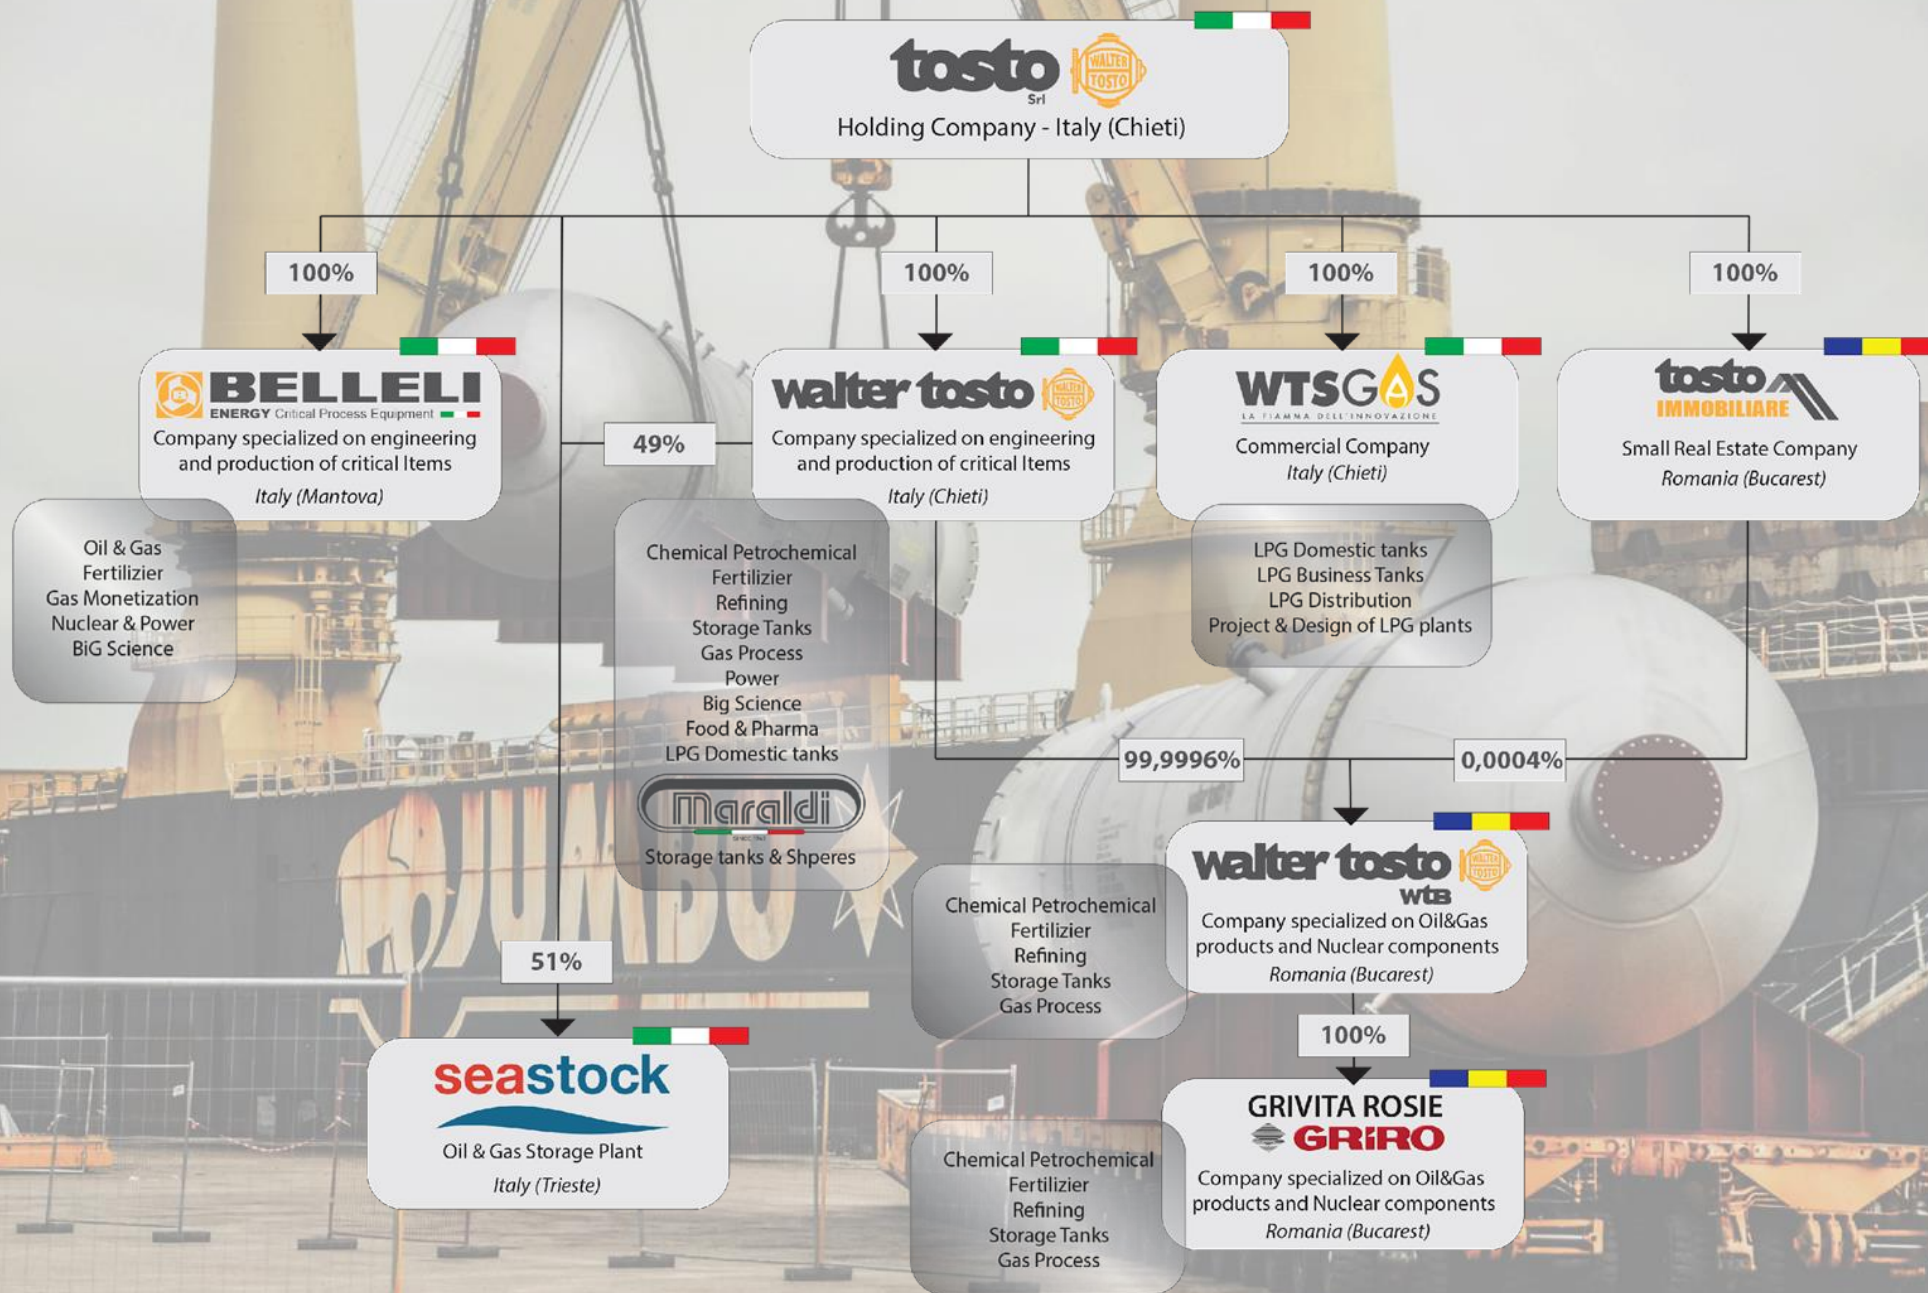 tosto
Srl
WALTER
TOSTO
Holding Company - Italy (Chieti)
100%
100%
100%
100%
BELLELI
ENERGY Critical Process Equipment
Company specialized on engineering
and production of critical Items
Italy (Mantova)
Oil & Gas
Fertilizier
Gas Monetization
Nuclear & Power
BiG Science
49%
walter tosto
WALTER
TOSTO
Company specialized on engineering
and production of critical Items
Italy (Chieti)
Chemical Petrochemical
Fertilizier
Refining
Storage Tanks
Gas Process
Power
Big Science
Food & Pharma
LPG Domestic tanks
Maraldi
Storage tanks & Shperes
WTSGAS
LA FIAMMA DELL'INNOVAZIONE
Commercial Company
Italy (Chieti)
LPG Domestic tanks
LPG Business Tanks
LPG Distribution
Project & Design of LPG plants
tosto
IMMOBILIARE
Small Real Estate Company
Romania (Bucarest)
99,9996%
0,0004%
walter tosto
WALTER
TOSTO
wtB
Company specialized on Oil&Gas
products and Nuclear components
Romania (Bucarest)
Chemical Petrochemical
Fertilizier
Refining
Storage Tanks
Gas Process
JUMBO
51%
seastock
Oil & Gas Storage Plant
Italy (Trieste)
100%
GRIVITA ROSIE
GRiRO
Company specialized on Oil&Gas
products and Nuclear components
Romania (Bucarest)
Chemical Petrochemical
Fertilizier
Refining
Storage Tanks
Gas Process